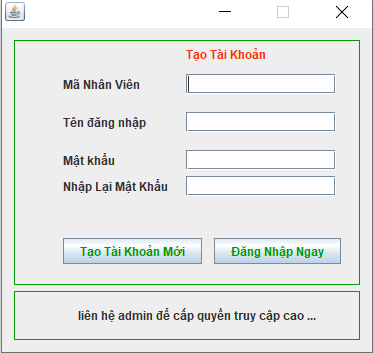 Tạo Tài Khoản
Mã Nhân Viên
Tên đăng nhập
Mật khẩu
Nhập Lại Mật Khẩu
Tạo Tài Khoản Mới Đăng Nhập Ngay
liên hệ admin để cấp quyền truy cập cao ...